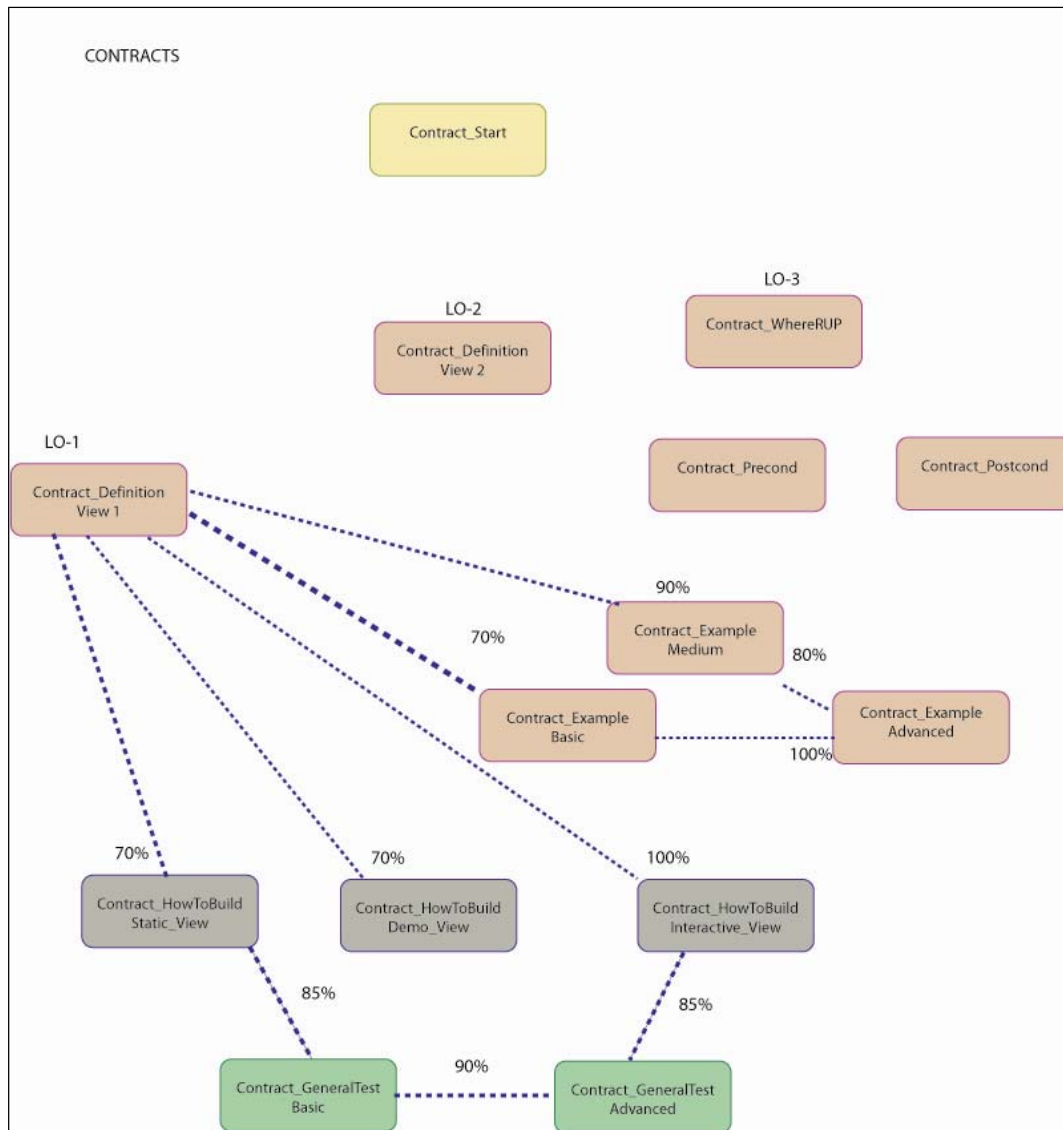 CONTRACTS
Contract_Start
LO-3
Contract_WhereRUP
LO-2
Contract_Definition
View 2
LO-1
Contract_Definition
View 1
Contract_Precond
Contract_Postcond
90%
Contract_Example
Medium
70%
80%
Contract_Example
Basic
Contract_Example
Advanced
100%
70%
70%
100%
Contract_HowToBuild
Static_View
Contract_HowToBuild
Demo_View
Contract_HowToBuild
Interactive_View
85%
85%
90%
Contract_GeneralTest
Basic
Contract_GeneralTest
Advanced